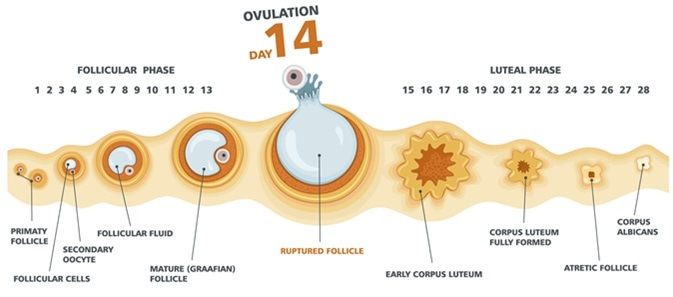 OVULATION
DAY 14
FOLLICULAR PHASE
1 2 3 4 5 6 7 8 9 10 11 12 13
LUTEAL PHASE
15 16 17 18 19 20 21 22 23 24 25 26 27 28
PRIMATY
FOLLICLE
FOLLICULAR CELLS
SECONDARY
OOCYTE
FOLLICULAR FLUID
MATURE (GRAAFIAN)
FOLLICLE
RUPTURED FOLLICLE
EARLY CORPUS LUTEUM
CORPUS LUTEUM
FULLY FORMED
ATRETIC FOLLICLE
CORPUS
ALBICANS